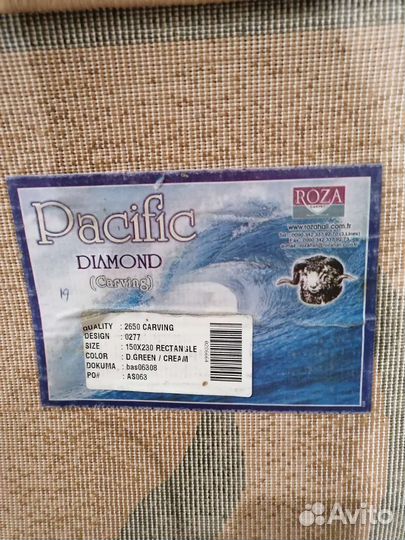 Pacific
DIAMOND
(Carving)
ROZA
www.rozahali.com.tr
QUALITY : 2650 CARVING
DESIGN : 0277
SIZE : 150X230 RECTANGLE
COLOR : D.GREEN / CREAM
DOKUMA : bas06308
PO# : AS063
Avito